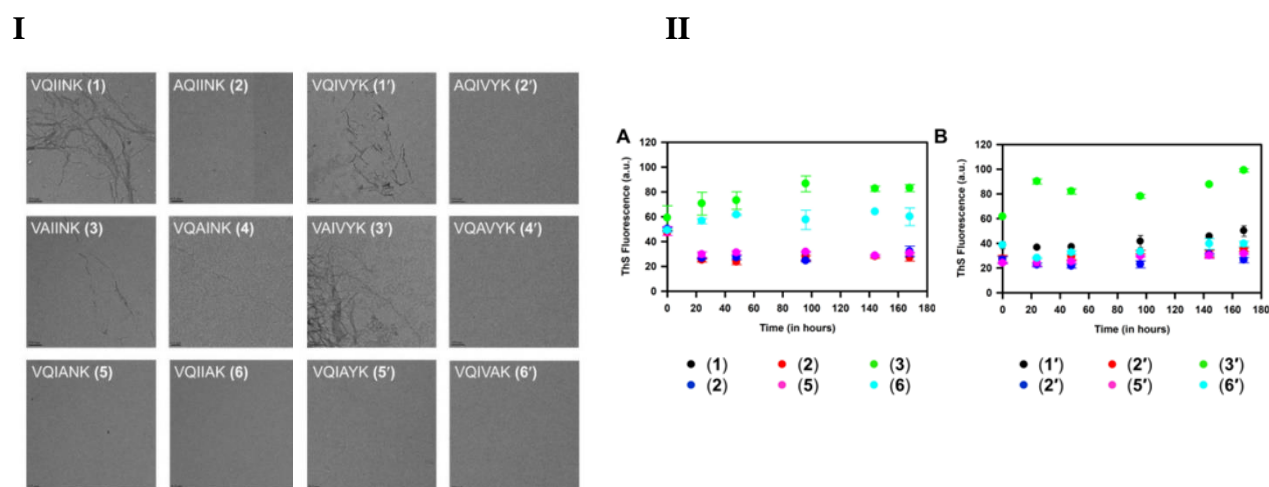 I
II
VQIINK (1)
AQIINK (2)
VQIVYK (1′)
AQIVYK (2′)
VAIINK (3)
VQAINK (4)
VAIVYK (3′)
VQAVYK (4′)
VQIANK (5)
VQIIAK (6)
VQIAYK (5′)
VQIVAK (6′)
A
120
100
80
60
40
20
0
ThS Fluorescence (a.u.)
0 20 40 60 80 100 120 140 160 180
Time (in hours)
(1) (2) (3)
(2) (5) (6)
B
120
100
80
60
40
20
0
ThS Fluorescence (a.u.)
0 20 40 60 80 100 120 140 160 180
Time (in hours)
(1′) (2′) (3′)
(2′) (5′) (6′)